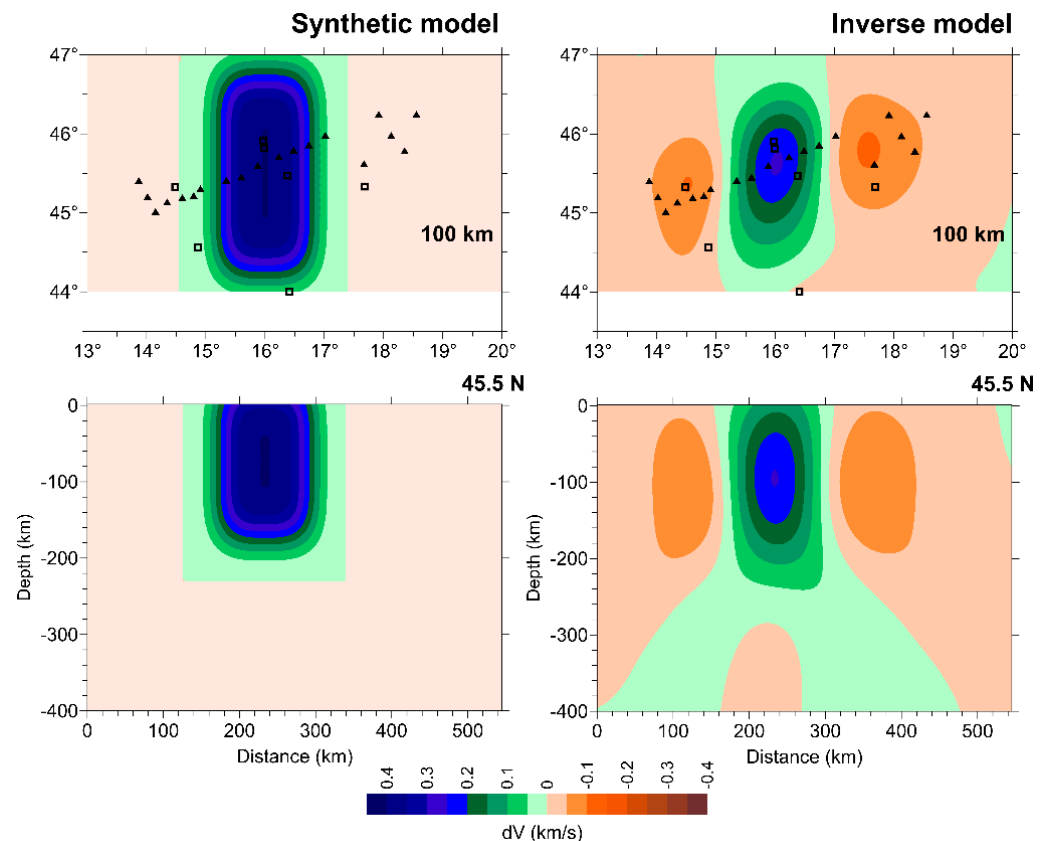 Synthetic model
Inverse model
47°
46°
45°
44°
100 km
13° 14° 15° 16° 17° 18° 19° 20°
47°
46°
45°
44°
100 km
13° 14° 15° 16° 17° 18° 19° 20°
45.5 N
45.5 N
0
-100
-200
-300
-400
Depth (km)
0 100 200 300 400 500
Distance (km)
0
-100
-200
-300
-400
Depth (km)
0 100 200 300 400 500
Distance (km)
0.4 0.3 0.2 0.1 0 -0.1 -0.2 -0.3 -0.4
dV (km/s)